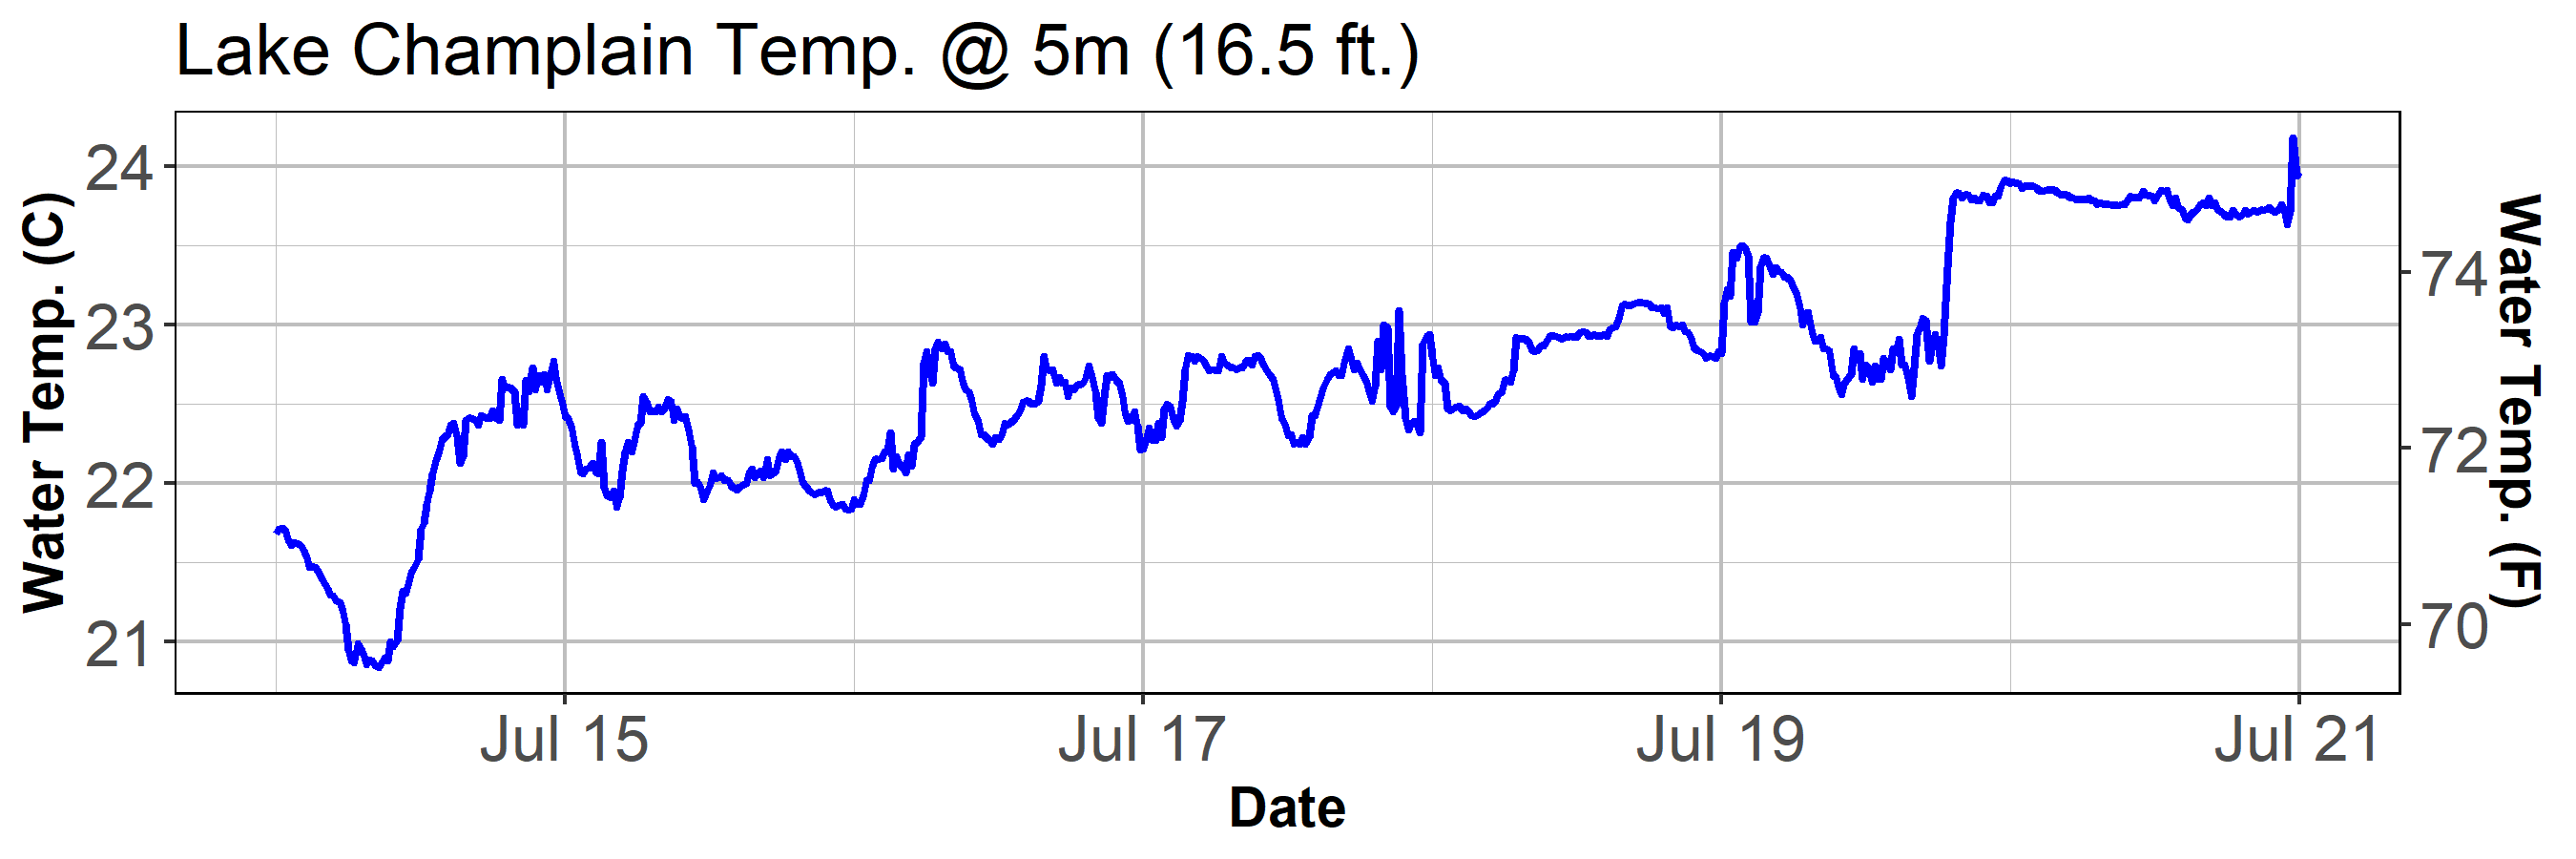 Lake Champlain Temp. @ 5m (16.5 ft.)
Water Temp. (C)
24
23
22
21
74
72
70
Water Temp. (F)
Jul 15 Jul 17 Jul 19 Jul 21
Date